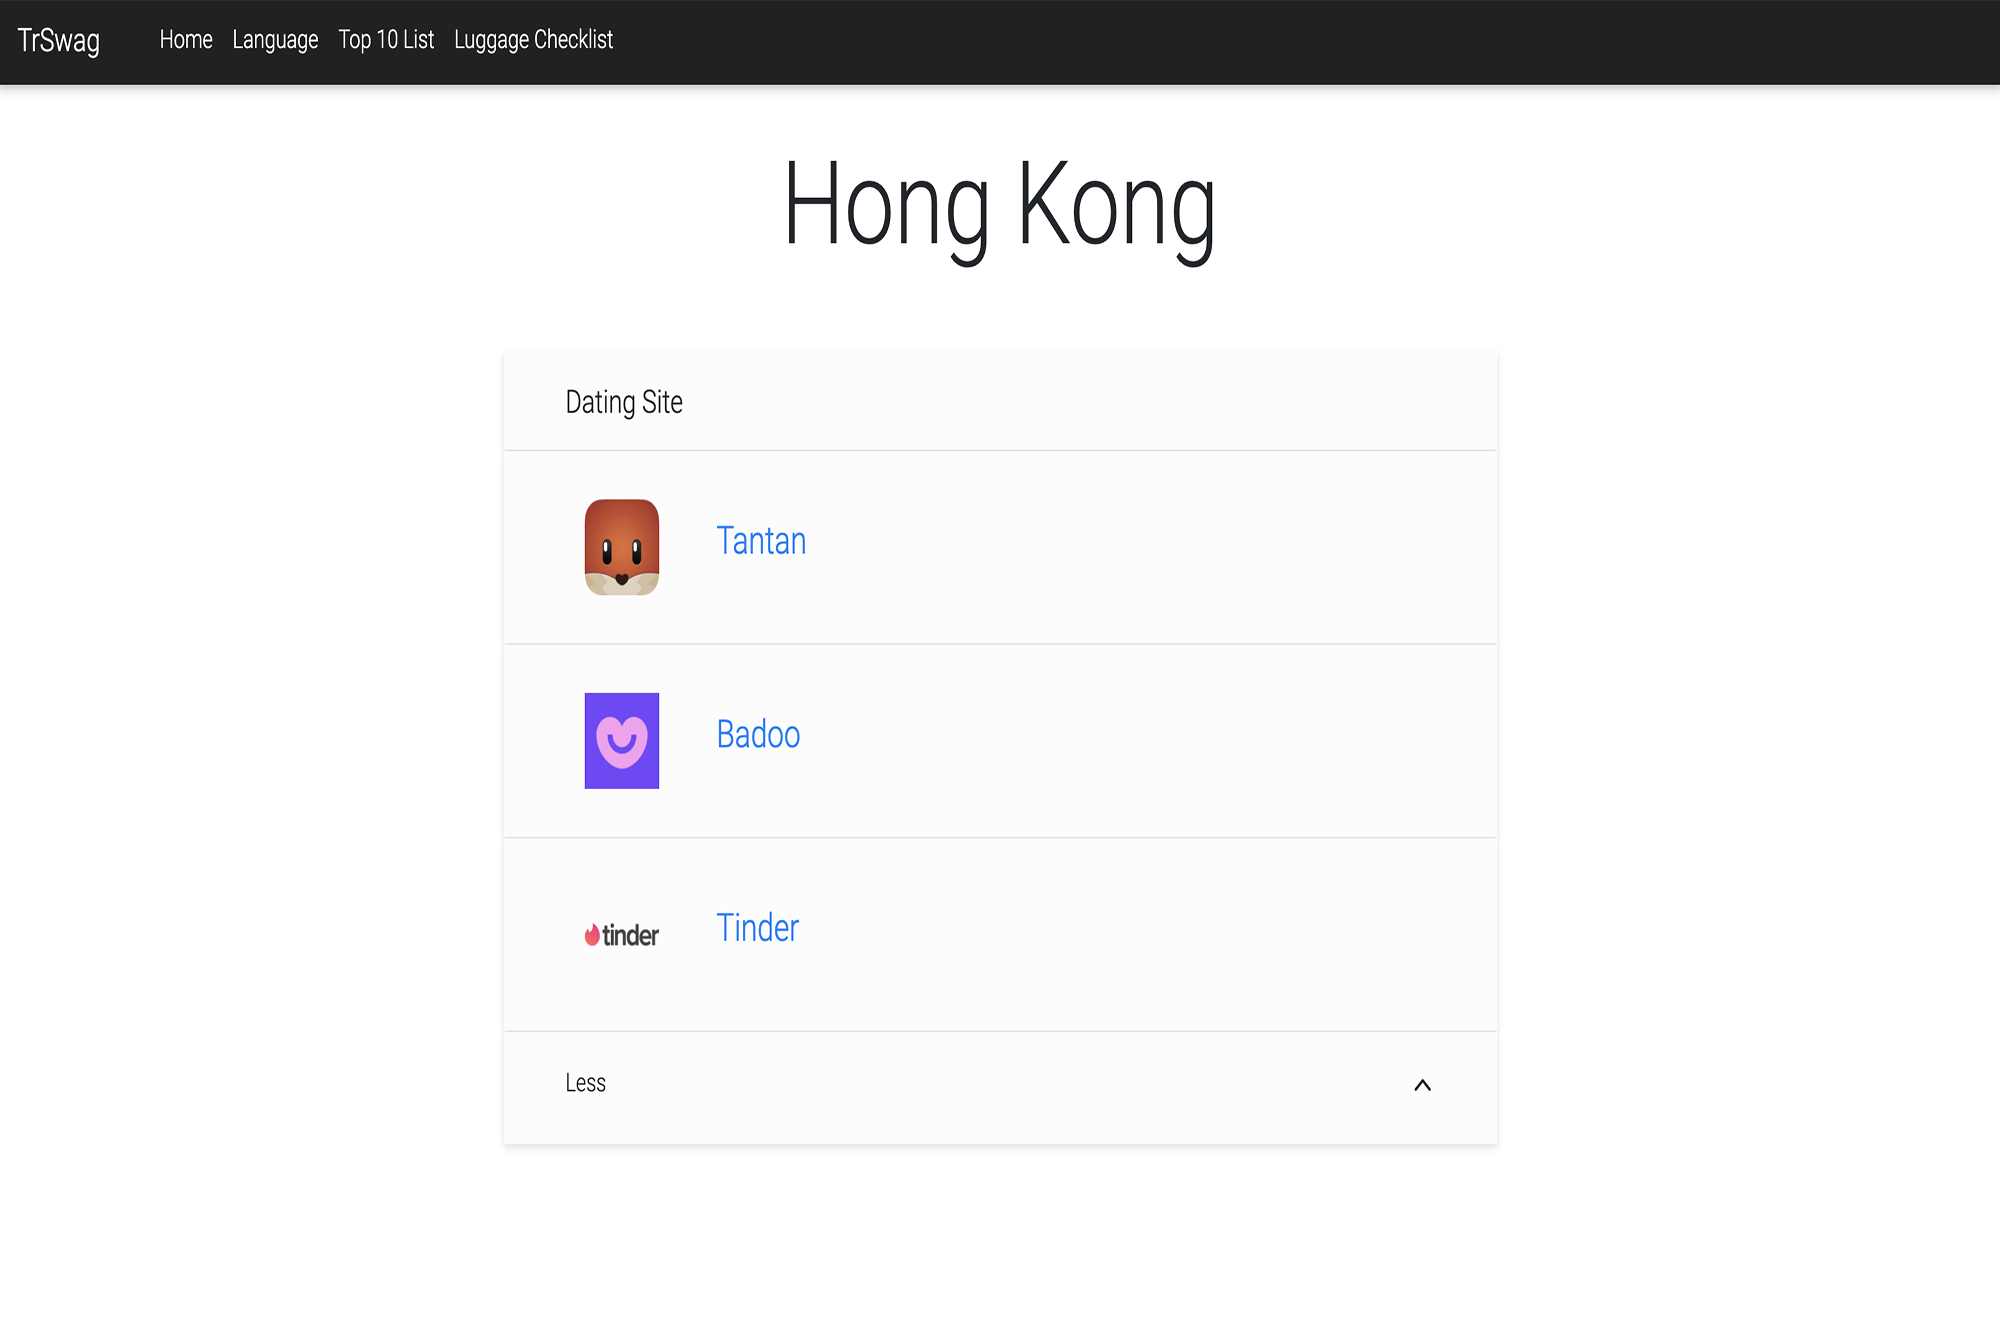 TrSwag Home Language Top 10 List Luggage Checklist
Hong Kong
Dating Site
Tantan
Badoo
tinder Tinder
Less